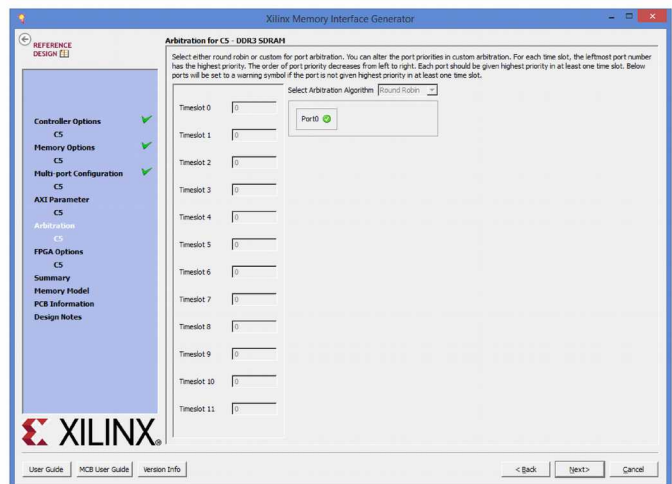 Xilinx Memory Interface Generator
REFERENCE
DESIGN
Controller Options
C5
Memory Options
C5
Multi-port Configuration
C5
AXI Parameter
C5
Arbitration
C5
FPGA Options
C5
Summary
Memory Model
PCB Information
Design Notes
XILINX®
Arbitration for C5 - DDR3 SDRAM
Select either round robin or custom for port arbitration. You can alter the port priorities in custom arbitration. For each time slot, the leftmost port number
has the highest priority. The order of port priority decreases from left to right. Each port should be given highest priority in at least one time slot. Below
ports will be set to a warning symbol if the port is not given highest priority in at least one time slot.
Select Arbitration Algorithm Round Robin
Port0
Timeslot 0 0
Timeslot 1 0
Timeslot 2 0
Timeslot 3 0
Timeslot 4 0
Timeslot 5 0
Timeslot 6 0
Timeslot 7 0
Timeslot 8 0
Timeslot 9 0
Timeslot 10 0
Timeslot 11 0
User Guide MCB User Guide Version Info < Back Next> Cancel